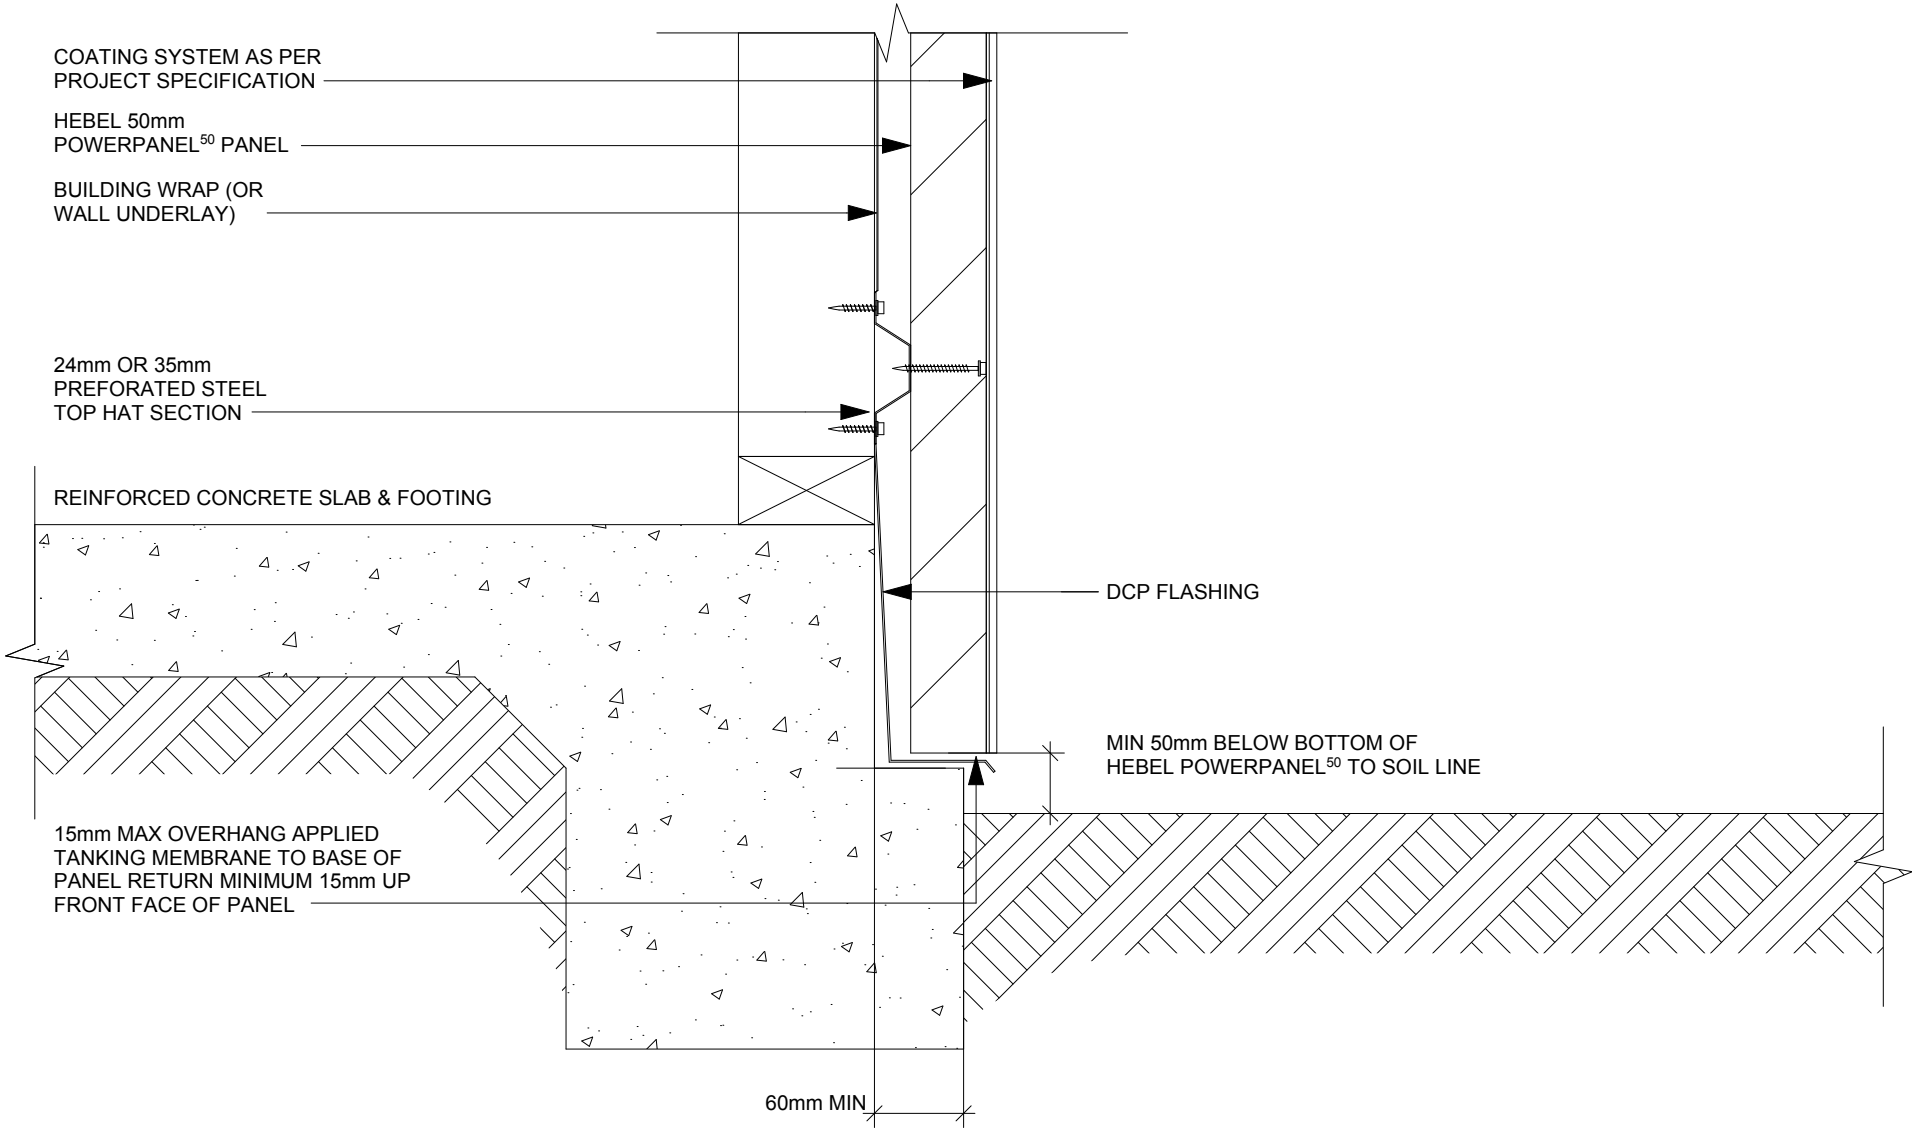 COATING SYSTEM AS PER
PROJECT SPECIFICATION
HEBEL 50mm
POWERPANEL⁵⁰ PANEL
BUILDING WRAP (OR
WALL UNDERLAY)
24mm OR 35mm
PREFORATED STEEL
TOP HAT SECTION
REINFORCED CONCRETE SLAB & FOOTING
DCP FLASHING
MIN 50mm BELOW BOTTOM OF
HEBEL POWERPANEL⁵⁰ TO SOIL LINE
15mm MAX OVERHANG APPLIED
TANKING MEMBRANE TO BASE OF
PANEL RETURN MINIMUM 15mm UP
FRONT FACE OF PANEL
60mm MIN